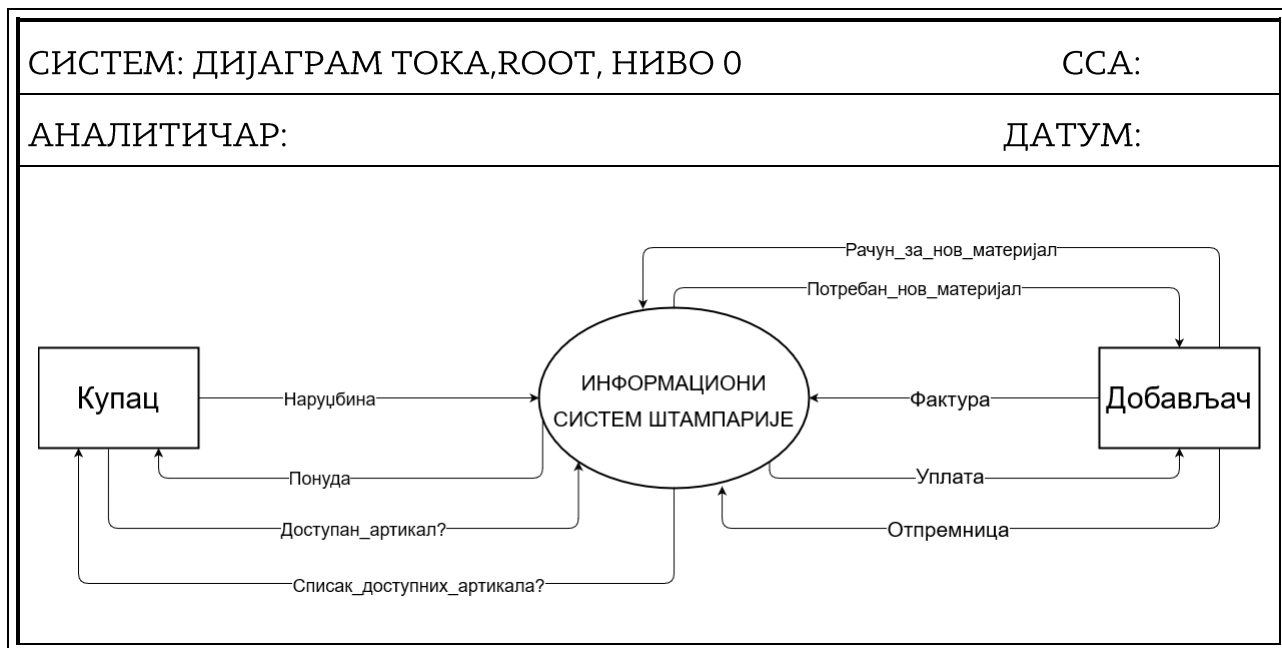 СИСТЕМ: ДИЈАГРАМ ТОКА,ROOT, НИВО 0 ССА:
АНАЛИТИЧАР: ДАТУМ:
Рачун_за_нов_материјал
Потребан_нов_материјал
Купац
Наруџбина
ИНФОРМАЦИОНИ
СИСТЕМ ШТАМПАРИЈЕ
Фактура
Добављач
Понуда
Уплата
Доступан_артикал?
Отпремница
Списак_доступних_артикала?